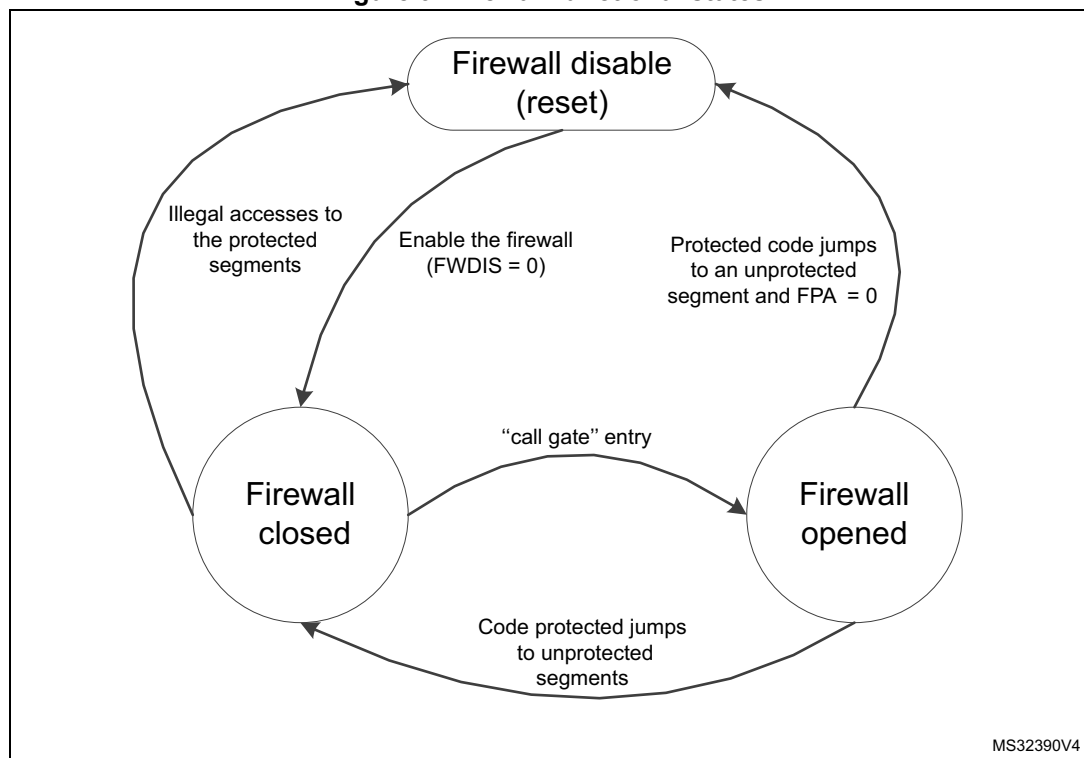 Firewall disable
(reset)
Illegal accesses to
the protected
segments
Enable the firewall
(FWDIS = 0)
Protected code jumps
to an unprotected
segment and FPA = 0
“call gate” entry
Firewall
closed
Firewall
opened
Code protected jumps
to unprotected
segments
MS32390V4